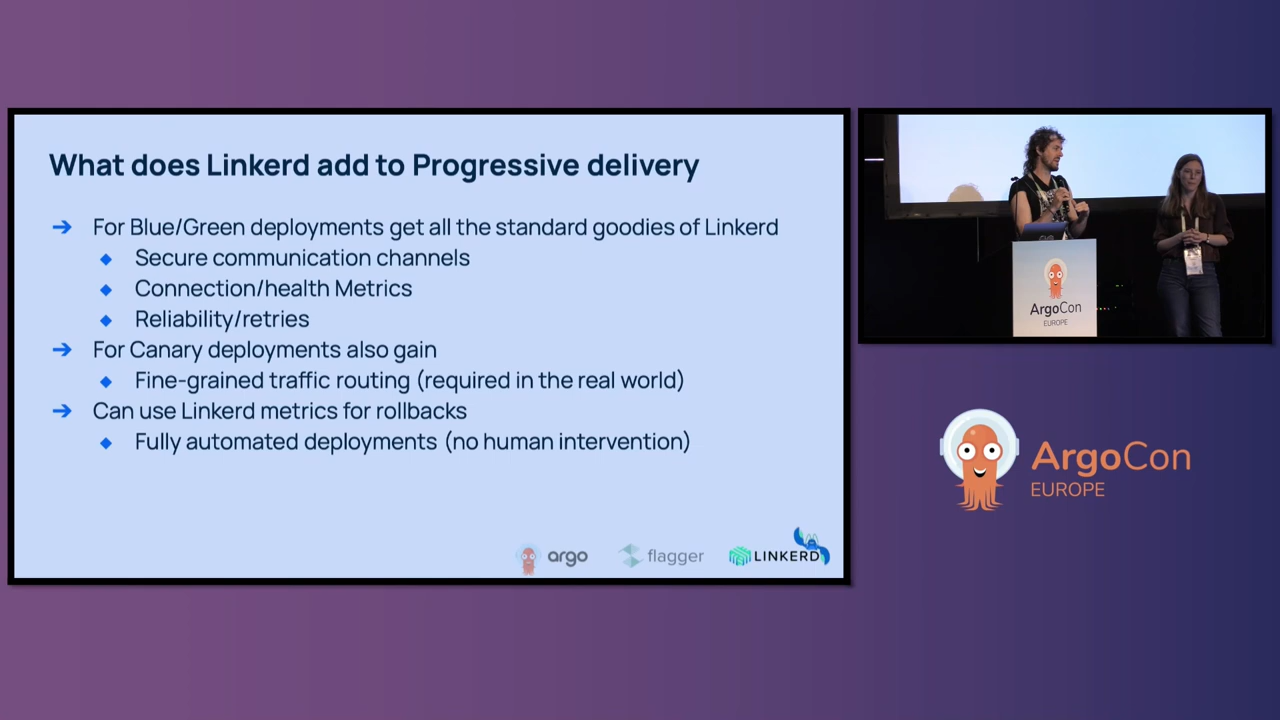 What does Linkerd add to Progressive delivery
➔ For Blue/Green deployments get all the standard goodies of Linkerd
◆ Secure communication channels
◆ Connection/health Metrics
◆ Reliability/retries
➔ For Canary deployments also gain
◆ Fine-grained traffic routing (required in the real world)
➔ Can use Linkerd metrics for rollbacks
◆ Fully automated deployments (no human intervention)
argo
flagger
LINKERD
ArgoCon
EUROPE
ArgoCon
EUROPE